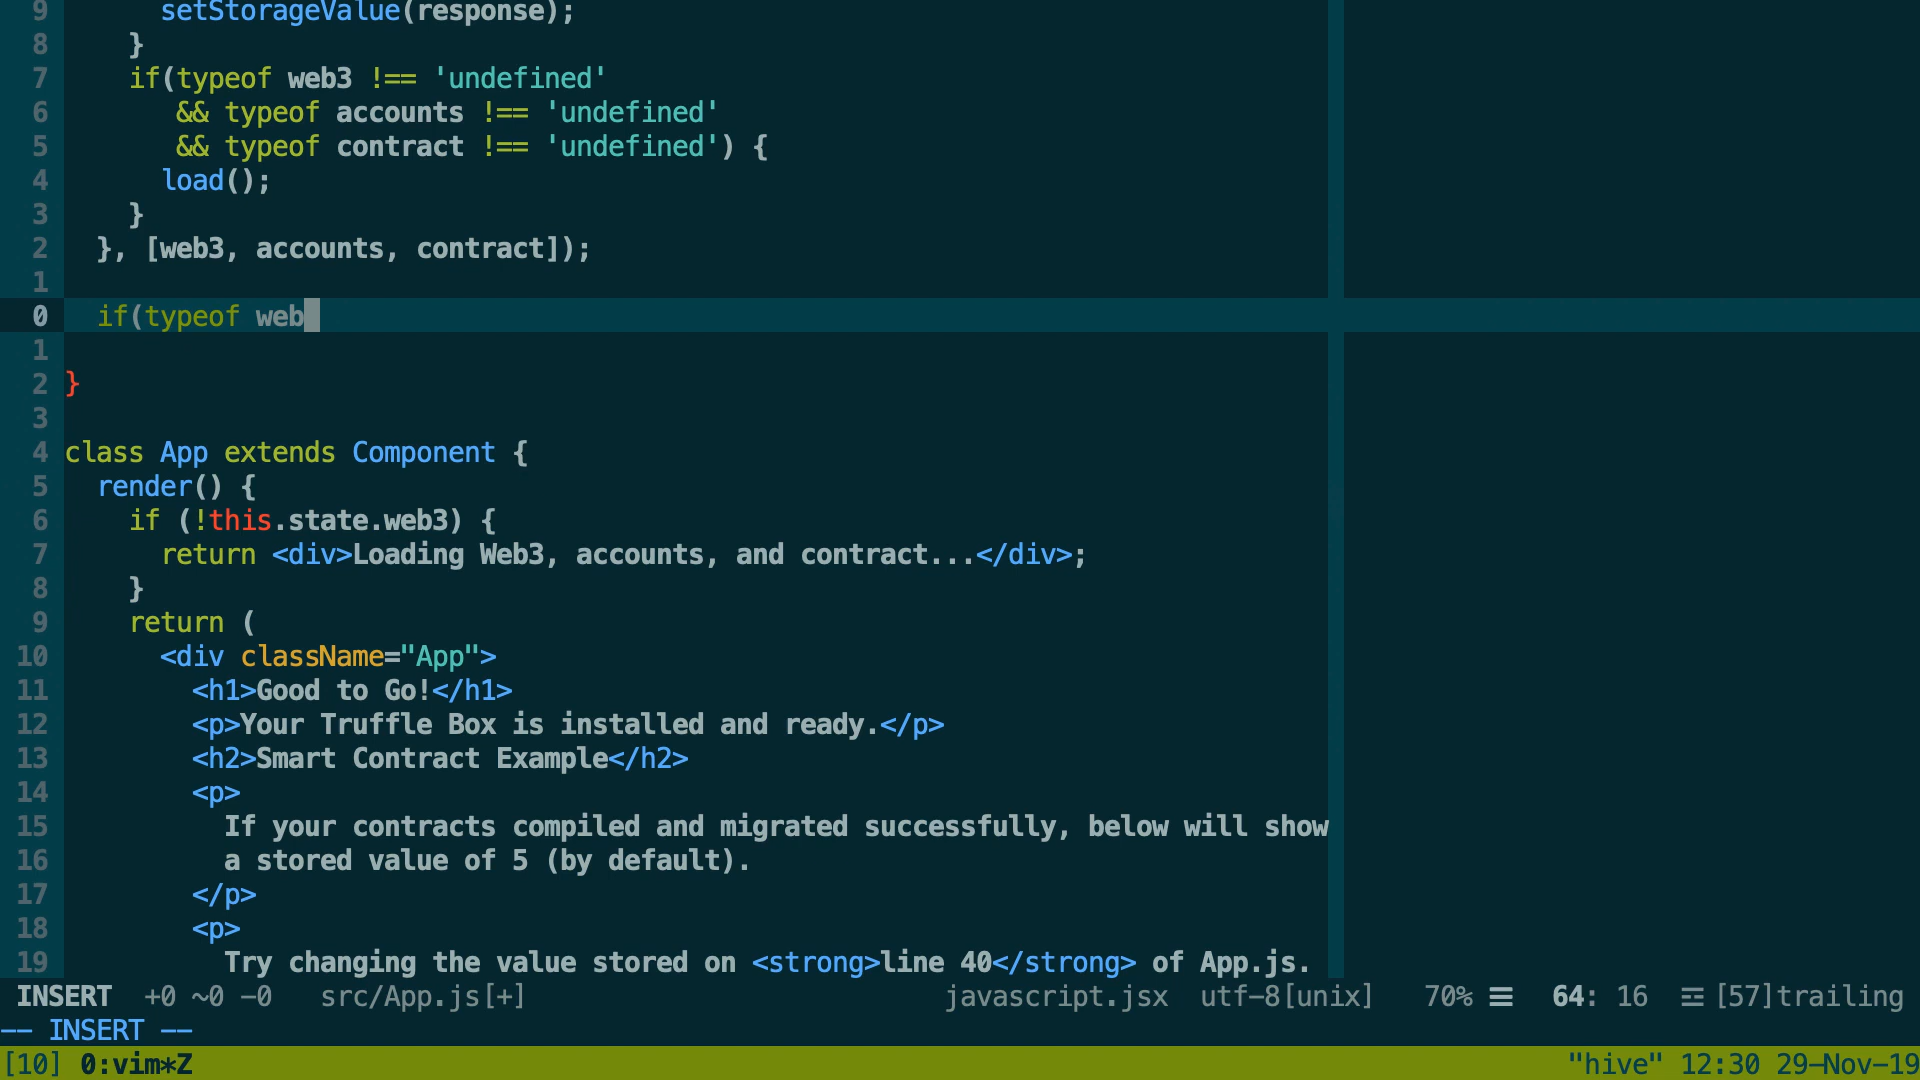 9 setStorageValue(response);
8 }
7 if(typeof web3 !== 'undefined'
6 && typeof accounts !== 'undefined'
5 && typeof contract !== 'undefined') {
4 load();
3 }
2 }, [web3, accounts, contract]);
1
0 if(typeof web
1
2 }
3
4 class App extends Component {
5 render() {
6 if (!this.state.web3) {
7 return <div>Loading Web3, accounts, and contract...</div>;
8 }
9 return (
10 <div className="App">
11 <h1>Good to Go!</h1>
12 <p>Your Truffle Box is installed and ready.</p>
13 <h2>Smart Contract Example</h2>
14 <p>
15 If your contracts compiled and migrated successfully, below will show
16 a stored value of 5 (by default).
17 </p>
18 <p>
19 Try changing the value stored on <strong>line 40</strong> of App.js.
INSERT +0 ~0 -0 src/App.js[+] javascript.jsx utf-8[unix] 70% ☰ 64: 16 ☲ [57]trailing
-- INSERT --
[10] 0:vim*Z "hive" 12:30 29-Nov-19